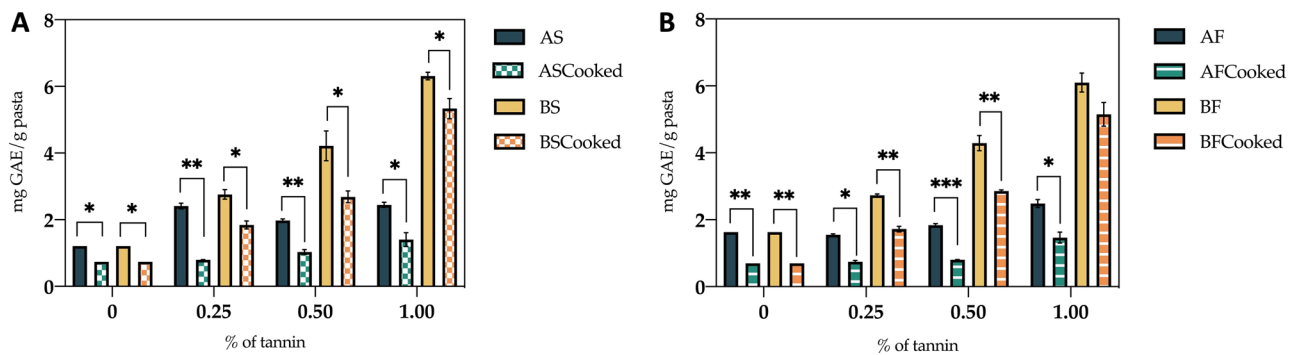 A
mg GAE/g pasta
8
6
4
2
0
* * ** * ** * * *
0 0.25 0.50 1.00
% of tannin
AS
ASCooked
BS
BSCooked
B
mg GAE/g pasta
8
6
4
2
0
** ** * ** *** ** *
0 0.25 0.50 1.00
% of tannin
AF
AFCooked
BF
BFCooked